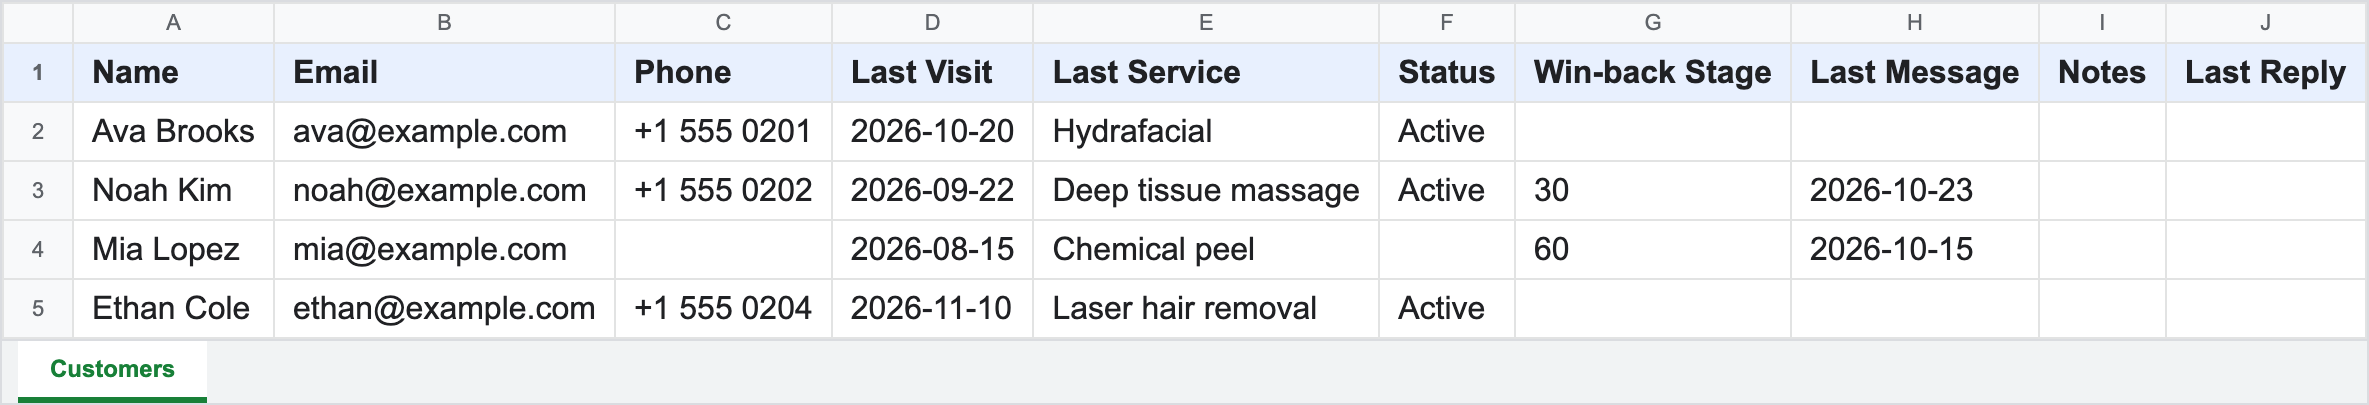 A B C D E F G H I J
1 Name Email Phone Last Visit Last Service Status Win-back Stage Last Message Notes Last Reply
2 Ava Brooks ava@example.com +1 555 0201 2026-10-20 Hydrafacial Active
3 Noah Kim noah@example.com +1 555 0202 2026-09-22 Deep tissue massage Active 30 2026-10-23
4 Mia Lopez mia@example.com 2026-08-15 Chemical peel 60 2026-10-15
5 Ethan Cole ethan@example.com +1 555 0204 2026-11-10 Laser hair removal Active
Customers